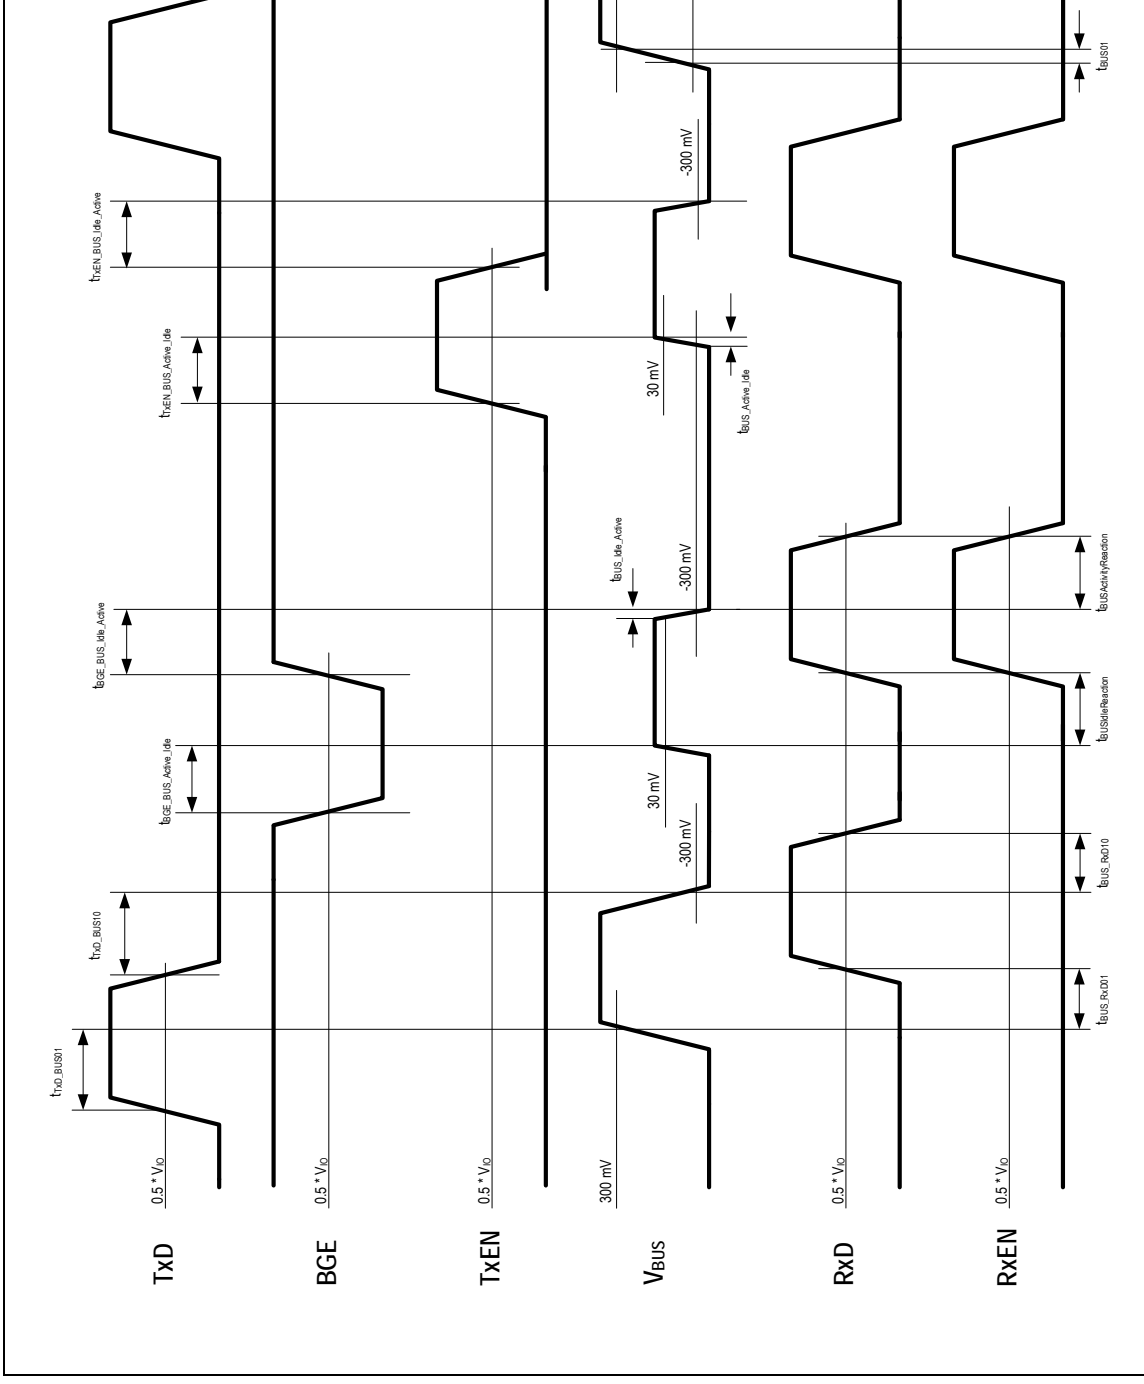 TxD
0.5 * VIO
tTxD_BUS01
tTxD_BUS10
tBGE_BUS_Active_Idle
tBGE_BUS_Idle_Active
tTxEN_BUS_Active_Idle
tTxEN_BUS_Idle_Active
BGE
0.5 * VIO
TxEN
0.5 * VIO
VBUS
300 mV
-300 mV
30 mV
tBUS_Idle_Active
-300 mV
30 mV
tBUS_Active_Idle
-300 mV
RxD
0.5 * VIO
RxEN
0.5 * VIO
tBUS_RxD01
tBUS_RxD10
tBUSIdleReaction
tBUSActivityReaction
tBUS01